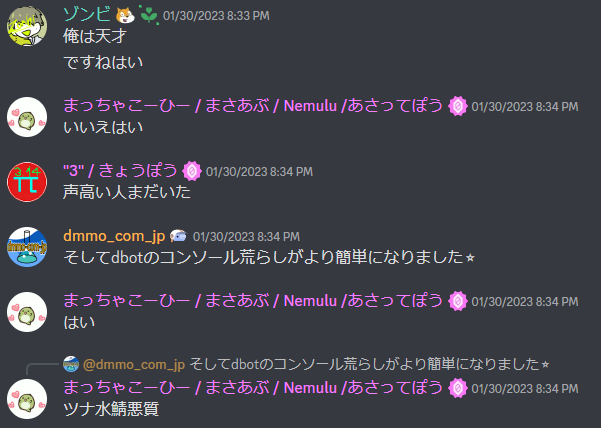 ゾンビ 01/30/2023 8:33 PM
俺は天才
ですねはい
まっちゃこーひー / まさあぶ / Nemulu /あさってぽう 01/30/2023 8:34 PM
いいえはい
3.14
π
"3" / きょうぽう 01/30/2023 8:34 PM
声高い人まだいた
dmmo_com_jp 01/30/2023 8:34 PM
そしてdbotのコンソール荒らしがより簡単になりました⭐
まっちゃこーひー / まさあぶ / Nemulu /あさってぽう 01/30/2023 8:34 PM
はい
@dmmo_com_jp そしてdbotのコンソール荒らしがより簡単になりました⭐
まっちゃこーひー / まさあぶ / Nemulu /あさってぽう 01/30/2023 8:34 PM
ツナ水鯖悪質